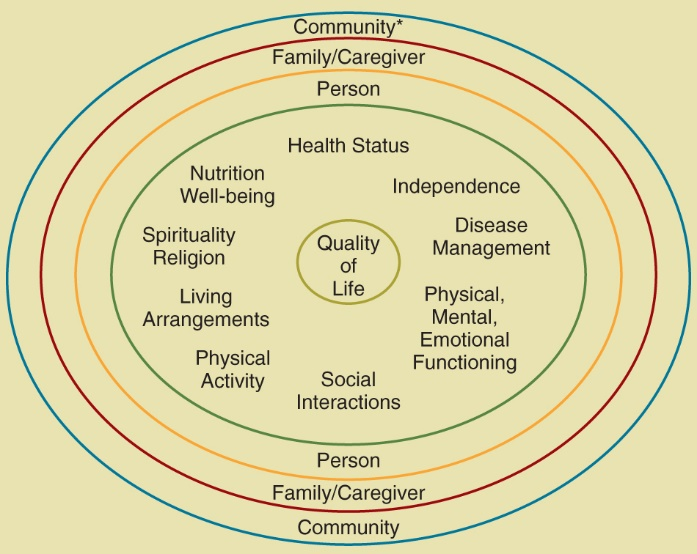 Community*
Family/Caregiver
Person
Health Status
Nutrition
Well-being
Independence
Spirituality
Religion
Quality
of
Life
Disease
Management
Living
Arrangements
Physical,
Mental,
Emotional
Functioning
Physical
Activity
Social
Interactions
Person
Family/Caregiver
Community